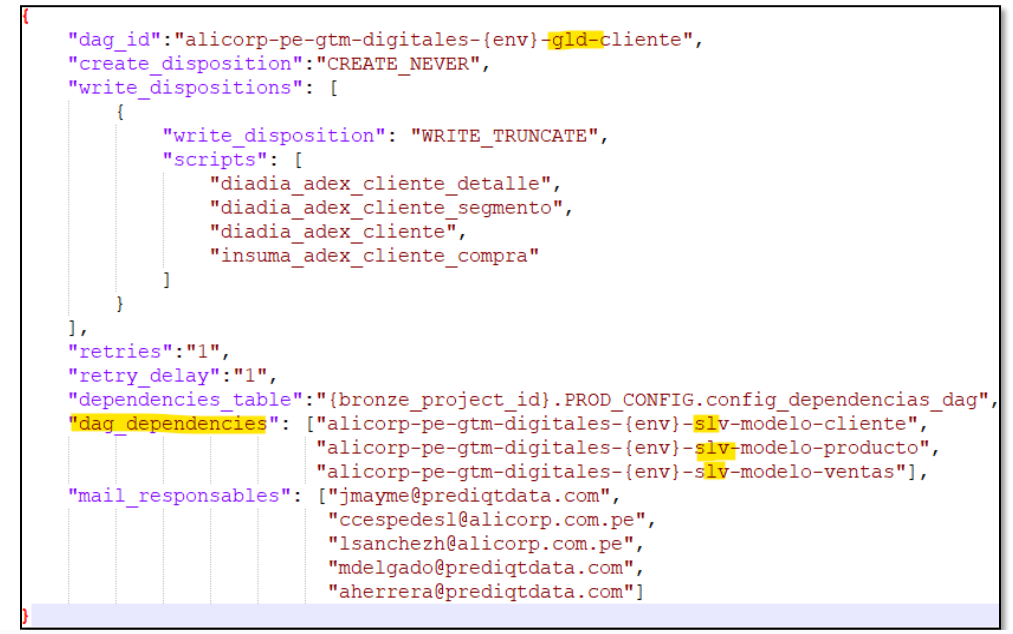 {
"dag_id":"alicorp-pe-gtm-digitales-{env}-gld-cliente",
"create_disposition":"CREATE_NEVER",
"write_dispositions": [
{
"write_disposition": "WRITE_TRUNCATE",
"scripts": [
"diadia_adex_cliente_detalle",
"diadia_adex_cliente_segmento",
"diadia_adex_cliente",
"insuma_adex_cliente_compra"
]
}
],
"retries":"1",
"retry_delay":"1",
"dependencies_table":"{bronze_project_id}.PROD_CONFIG.config_dependencias_dag",
"dag_dependencies": ["alicorp-pe-gtm-digitales-{env}-slv-modelo-cliente",
"alicorp-pe-gtm-digitales-{env}-slv-modelo-producto",
"alicorp-pe-gtm-digitales-{env}-slv-modelo-ventas"],
"mail_responsables": ["jmayme@prediqtdata.com",
"ccespedesl@alicorp.com.pe",
"lsanchezh@alicorp.com.pe",
"mdelgado@prediqtdata.com",
"aherrera@prediqtdata.com"]
}